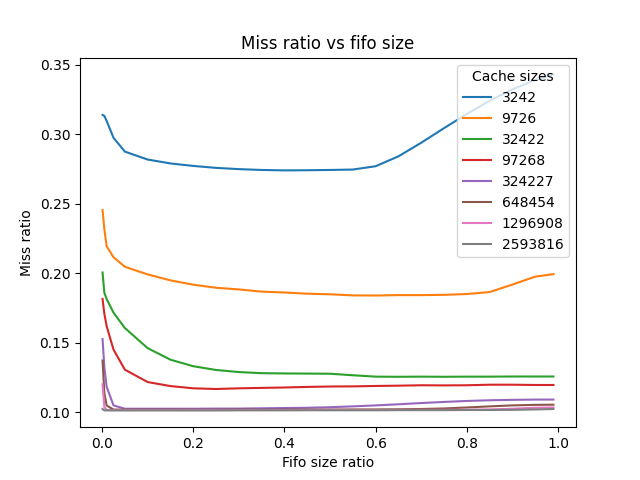 Miss ratio vs fifo size
Miss ratio
0.35
0.30
0.25
0.20
0.15
0.10
Cache sizes
3242
9726
32422
97268
324227
648454
1296908
2593816
0.0 0.2 0.4 0.6 0.8 1.0
Fifo size ratio